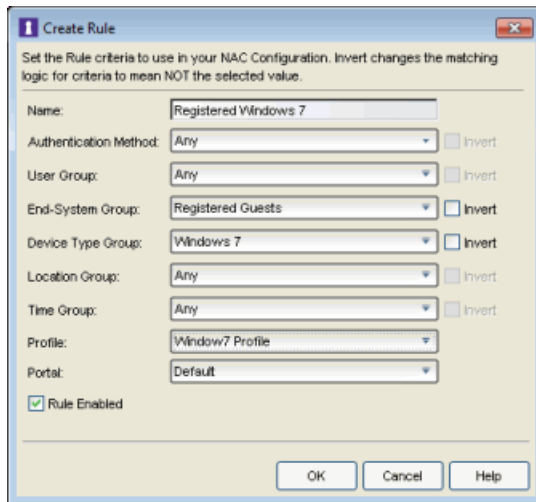 Create Rule
Set the Rule criteria to use in your NAC Configuration. Invert changes the matching
logic for criteria to mean NOT the selected value.
Name: Registered Windows 7
Authentication Method: Any Invert
User Group: Any Invert
End-System Group: Registered Guests Invert
Device Type Group: Windows 7 Invert
Location Group: Any Invert
Time Group: Any Invert
Profile: Window7 Profile
Portal: Default
Rule Enabled
OK Cancel Help